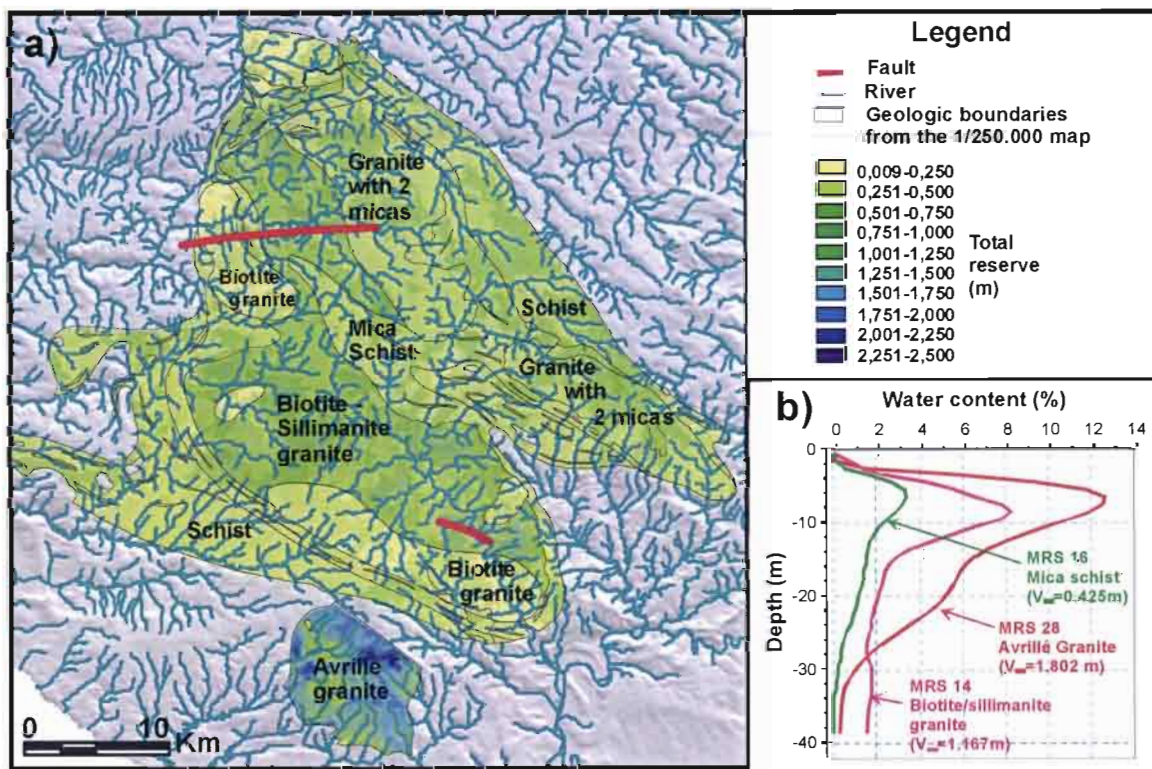 a)
Granite
with 2
micas
Biotite
granite
Mica
Schist
Schist
Granite
with
2 micas
Biotite -
Sillimanite
granite
Schist
Biotite
granite
Avrille
granite
0 10
Km
Legend
Fault
River
Geologic boundaries
from the 1/250.000 map
0,009-0,250
0,251-0,500
0,501-0,750
0,751-1,000
1,001-1,250
1,251-1,500
1,501-1,750
1,751-2,000
2,001-2,250
2,251-2,500
Total
reserve
(m)
b)
Water content (%)
0 2 4 6 8 10 12 14
0
-10
-20
-30
-40
Depth (m)
MRS 16
Mica schist
=0.425m)
MRS 28
Avrillé Granite
=1.802 m)
MRS 14
Biotite/sillimanite
granite
=1.167m)